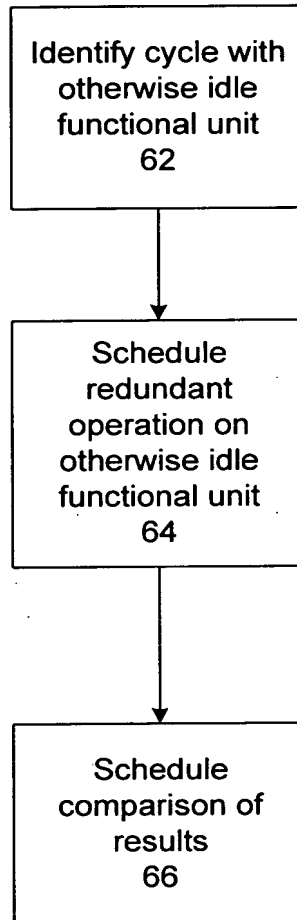 Identify cycle with
otherwise idle
functional unit
62
Schedule
redundant
operation on
otherwise idle
functional unit
64
Schedule
comparison of
results
66